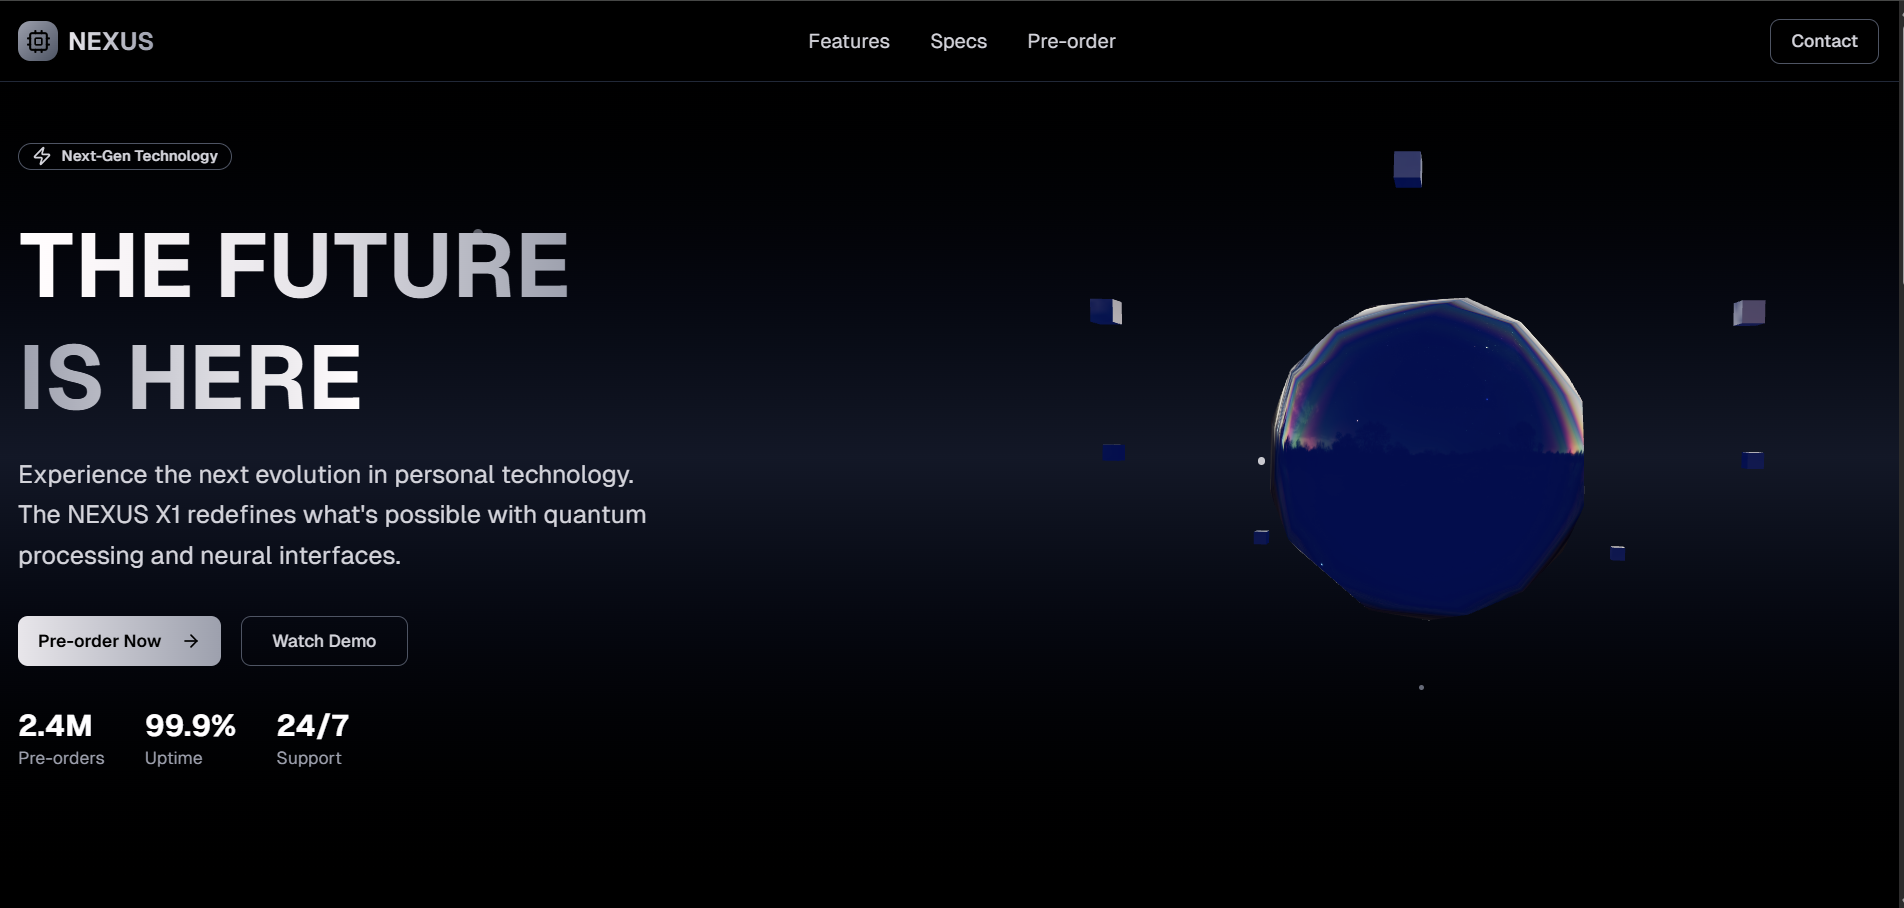 NEXUS
Features
Specs
Pre-order
Contact
Next-Gen Technology
THE FUTURE
IS HERE
Experience the next evolution in personal technology.
The NEXUS X1 redefines what's possible with quantum
processing and neural interfaces.
Pre-order Now
Watch Demo
2.4M
Pre-orders
99.9%
Uptime
24/7
Support